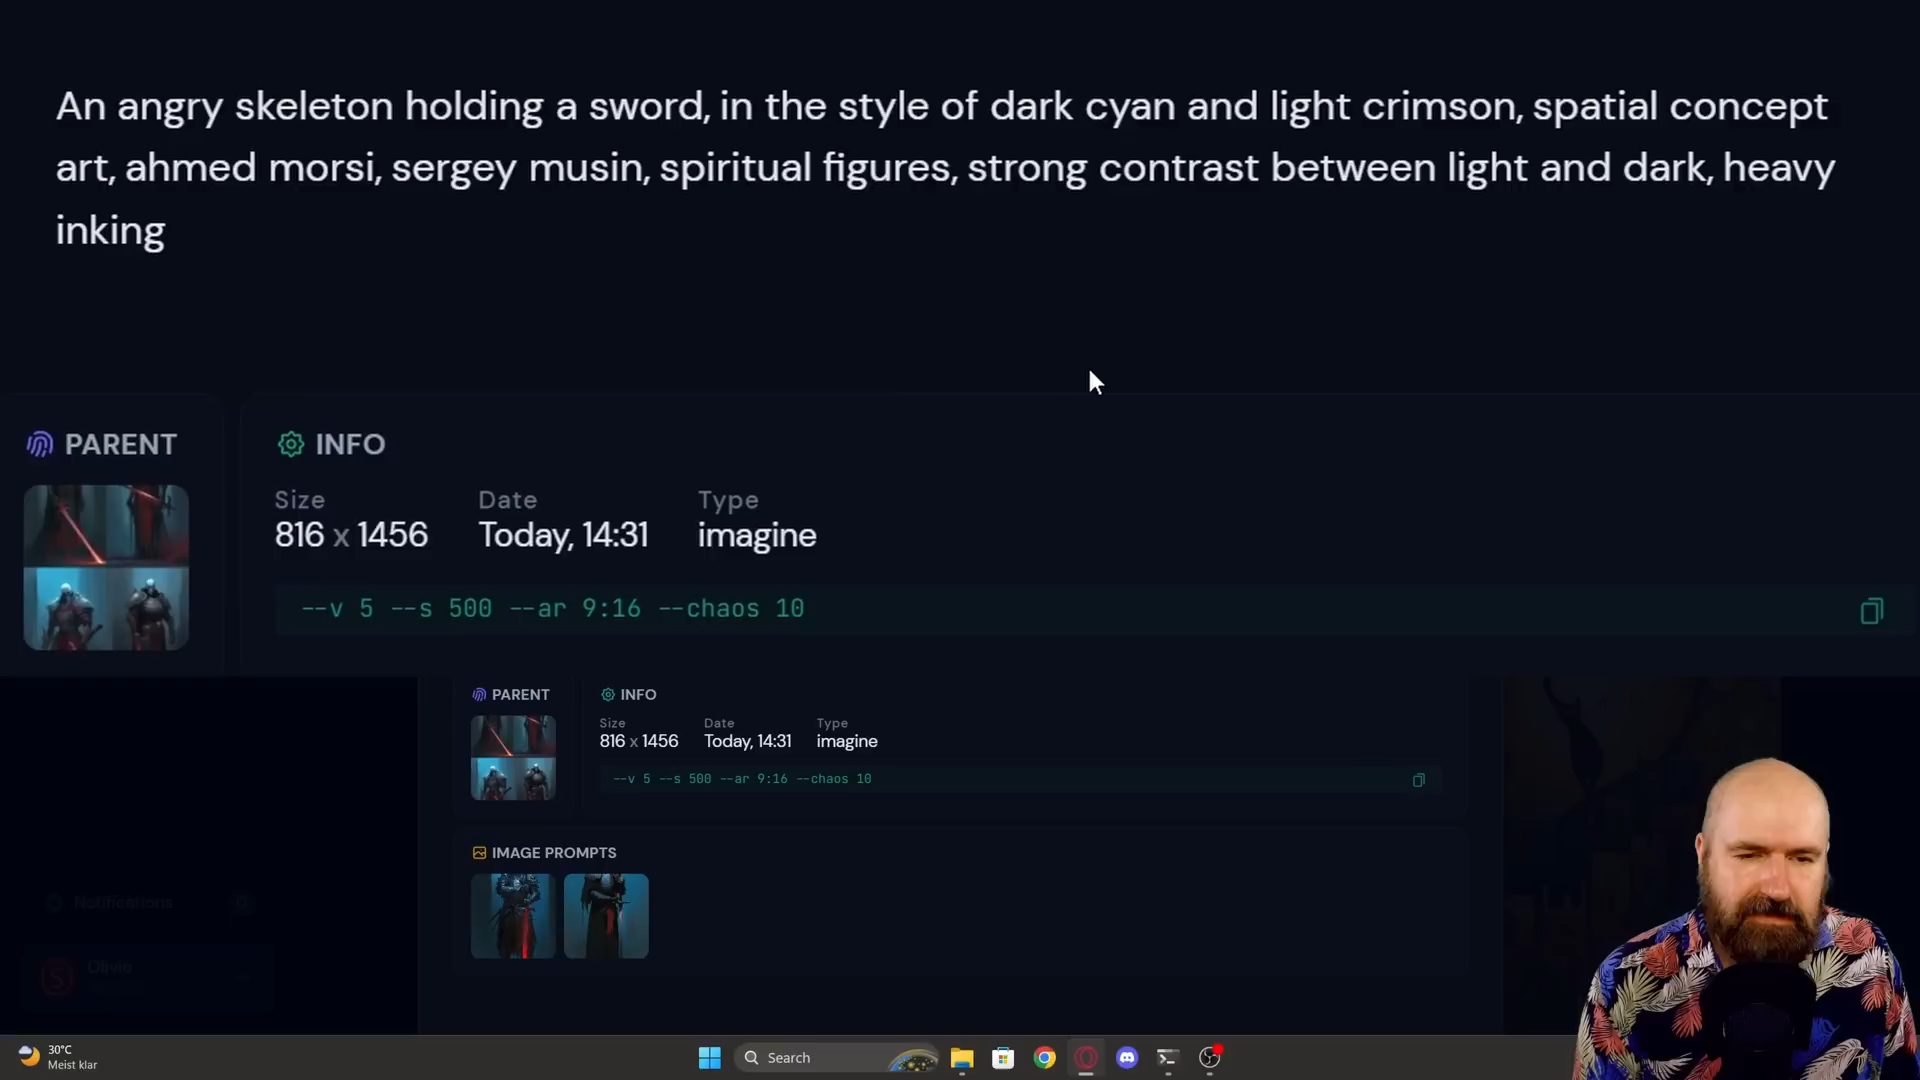 An angry skeleton holding a sword, in the style of dark cyan and light crimson, spatial concept
art, ahmed morsi, sergey musin, spiritual figures, strong contrast between light and dark, heavy
inking
PARENT
INFO
Size Date Type
816 x 1456 Today, 14:31 imagine
--v 5 --s 500 --ar 9:16 --chaos 10
PARENT
INFO
Size Date Type
816 x 1456 Today, 14:31 imagine
--v 5 --s 500 --ar 9:16 --chaos 10
IMAGE PROMPTS
Notifications
Olivio
30°C
Meist klar
Search